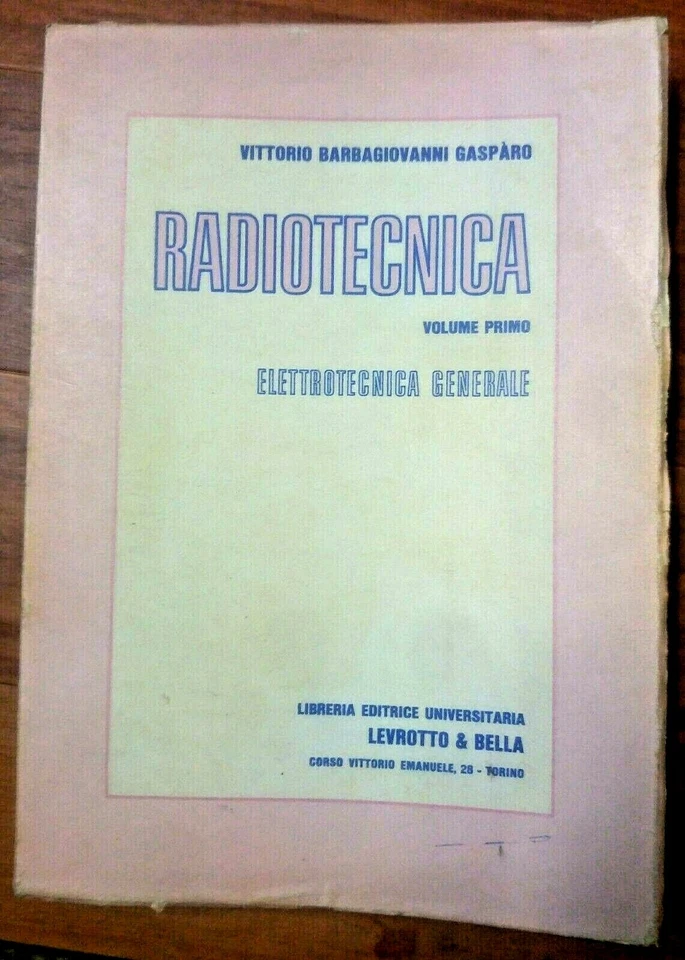 VITTORIO BARBAGIOVANNI GASPÀRO
RADIOTECNICA
VOLUME PRIMO
ELETTROTECNICA GENERALE
LIBRERIA EDITRICE UNIVERSITARIA
LEVROTTO & BELLA
CORSO VITTORIO EMANUELE, 26 - TORINO